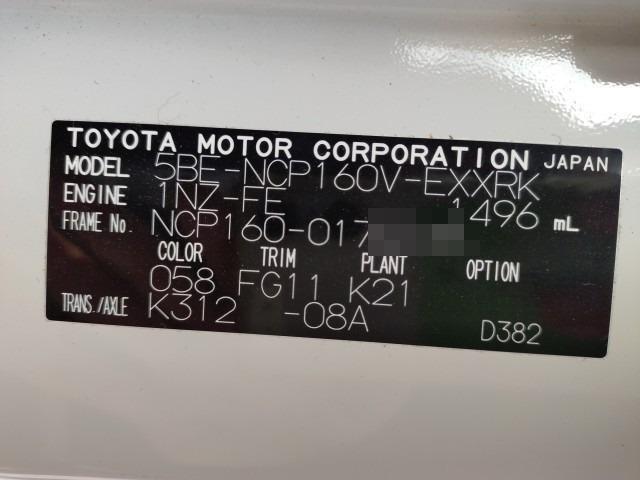 TOYOTA MOTOR CORPORATION JAPAN
MODEL 5BE-NCP160V-EXXRK
ENGINE 1NZ-FE 1496 mL
FRAME No. NCP160-017
COLOR TRIM PLANT OPTION
058 FG11 K21
TRANS./AXLE K312 -08A D382